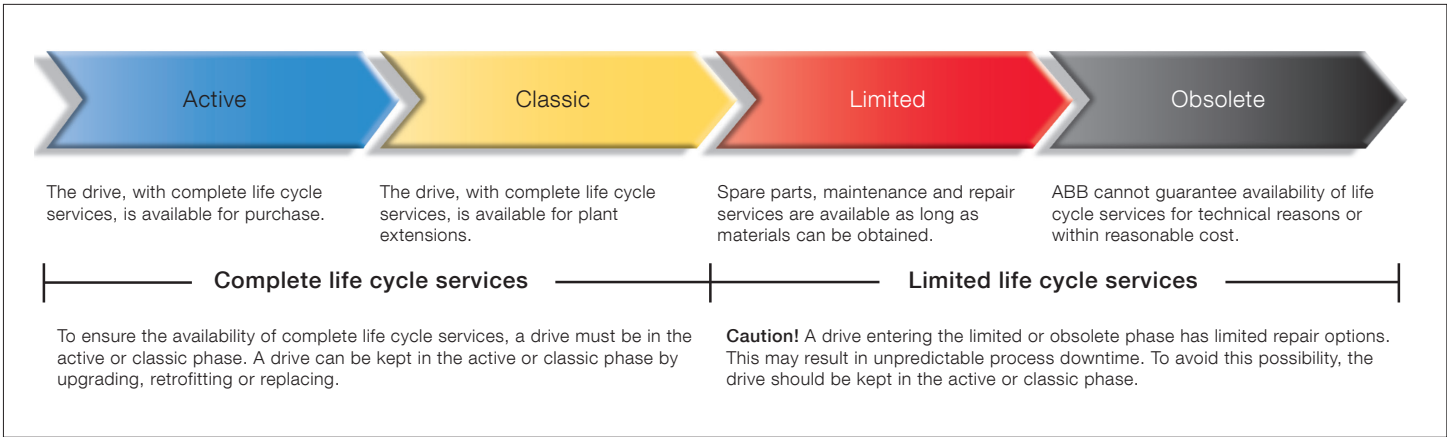 Active
Classic
Limited
Obsolete
The drive, with complete life cycle
services, is available for purchase.
The drive, with complete life cycle
services, is available for plant
extensions.
Spare parts, maintenance and repair
services are available as long as
materials can be obtained.
ABB cannot guarantee availability of life
cycle services for technical reasons or
within reasonable cost.
Complete life cycle services
Limited life cycle services
To ensure the availability of complete life cycle services, a drive must be in the
active or classic phase. A drive can be kept in the active or classic phase by
upgrading, retrofitting or replacing.
Caution! A drive entering the limited or obsolete phase has limited repair options.
This may result in unpredictable process downtime. To avoid this possibility, the
drive should be kept in the active or classic phase.